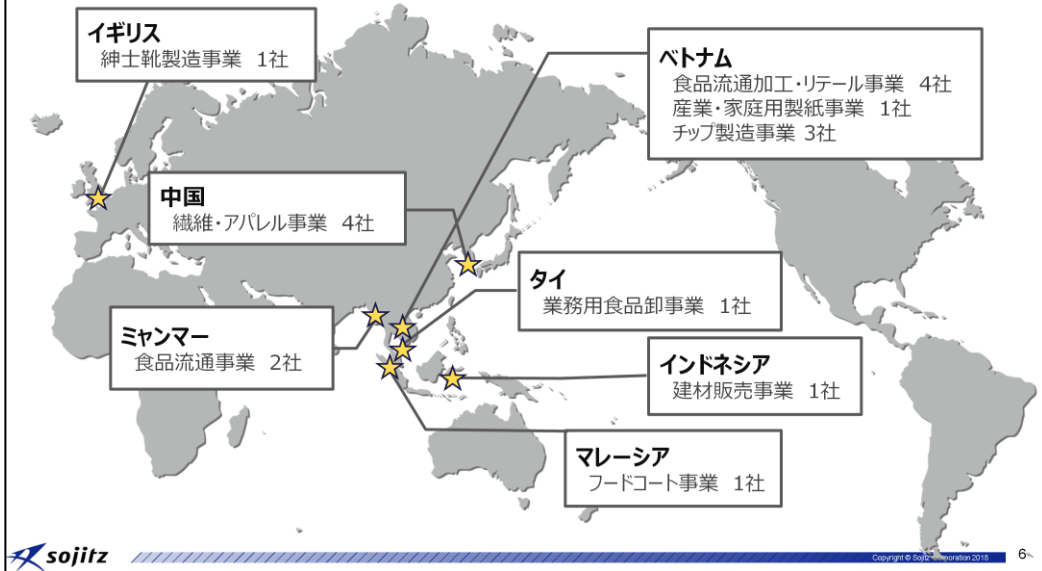 イギリス
紳士靴製造事業 1社
ベトナム
食品流通加工・リテール事業 4社
産業・家庭用製紙事業 1社
チップ製造事業 3社
中国
繊維・アパレル事業 4社
タイ
業務用食品卸事業 1社
ミャンマー
食品流通事業 2社
インドネシア
建材販売事業 1社
マレーシア
フードコート事業 1社
sojitz
Copyright © Sojitz Corporation 2018
6